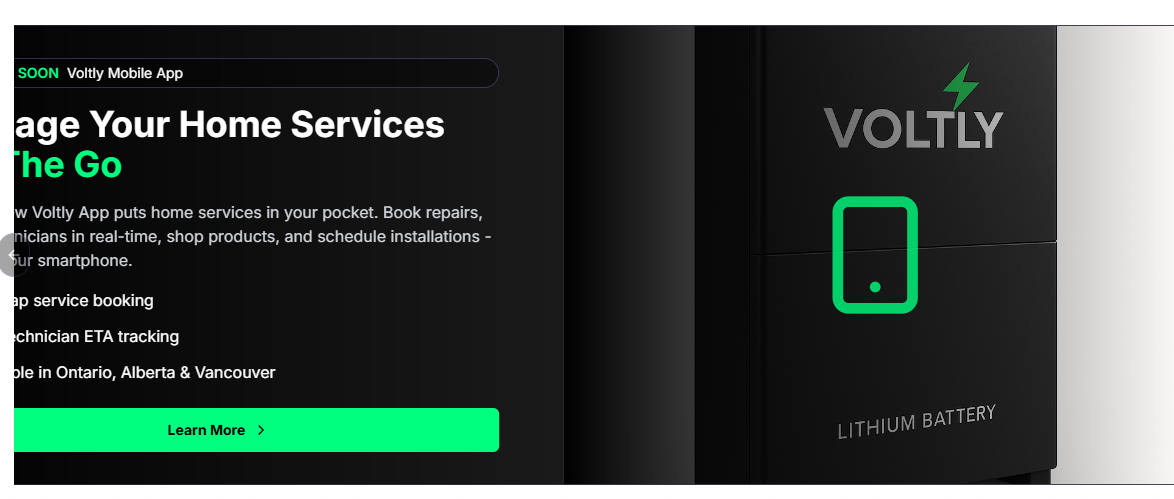 SOON Voltly Mobile App
age Your Home Services
The Go
w Voltly App puts home services in your pocket. Book repairs,
nicians in real-time, shop products, and schedule installations -
our smartphone.
ap service booking
echnician ETA tracking
ble in Ontario, Alberta & Vancouver
Learn More
VOLTLY
LITHIUM BATTERY